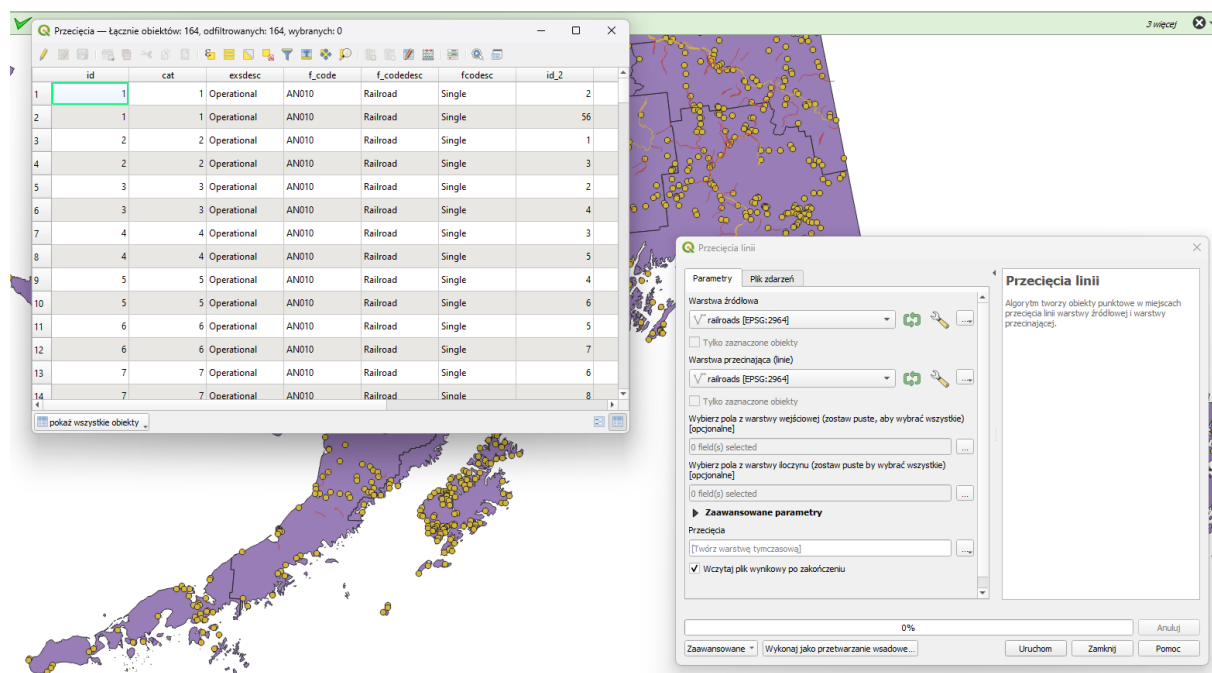 3 więcej
Przecięcia — Łącznie obiektów: 164, odfiltrowanych: 164, wybranych: 0
id cat exsdesc f_code f_codedesc fcodesc id_2
1 1 1 Operational AN010 Railroad Single 2
2 1 1 Operational AN010 Railroad Single 56
3 2 2 Operational AN010 Railroad Single 1
4 2 2 Operational AN010 Railroad Single 3
5 3 3 Operational AN010 Railroad Single 2
6 3 3 Operational AN010 Railroad Single 4
7 4 4 Operational AN010 Railroad Single 3
8 4 4 Operational AN010 Railroad Single 5
9 5 5 Operational AN010 Railroad Single 4
10 5 5 Operational AN010 Railroad Single 6
11 6 6 Operational AN010 Railroad Single 5
12 6 6 Operational AN010 Railroad Single 7
13 7 7 Operational AN010 Railroad Single 6
14 7 7 Operational AN010 Railroad Single 8
pokaż wszystkie obiekty
Przecięcia linii
Parametry Plik zdarzeń
Warstwa źródłowa
railroads [EPSG:2964]
Tylko zaznaczone obiekty
Warstwa przecinająca (linie)
railroads [EPSG:2964]
Tylko zaznaczone obiekty
Wybierz pola z warstwy wejściowej (zostaw puste, aby wybrać wszystkie)
[opcjonalne]
0 field(s) selected
Wybierz pola z warstwy iloczynu (zostaw puste by wybrać wszystkie)
[opcjonalne]
0 field(s) selected
Zaawansowane parametry
Przecięcia
[Twórz warstwę tymczasową]
Wczytaj plik wynikowy po zakończeniu
Przecięcia linii
Algorytm tworzy obiekty punktowe w miejscach
przecięcia linii warstwy źródłowej i warstwy
przecinającej.
0% Anuluj
Zaawansowane Wykonaj jako przetwarzanie wsadowe... Uruchom Zamknij Pomoc